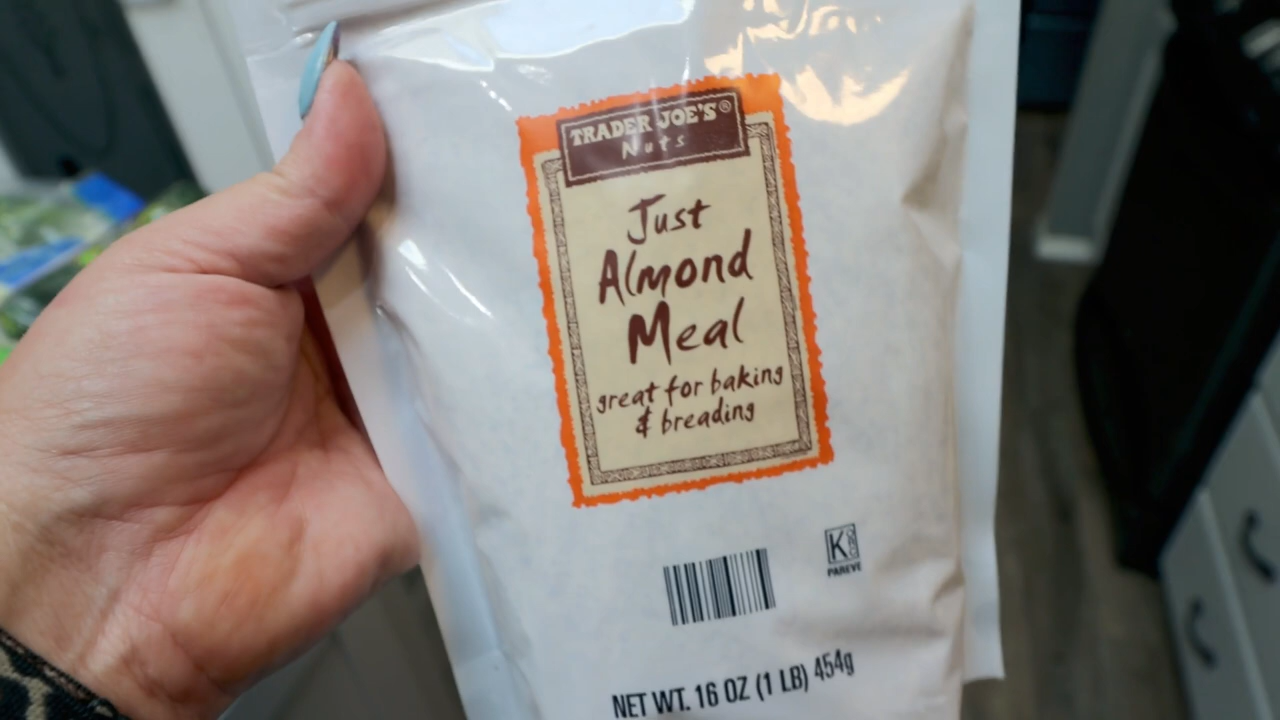 TRADER JOE'S®
Nuts
Just
Almond
Meal
great for baking
& breading
K
PAREVE
NET WT. 16 OZ (1 LB) 454g